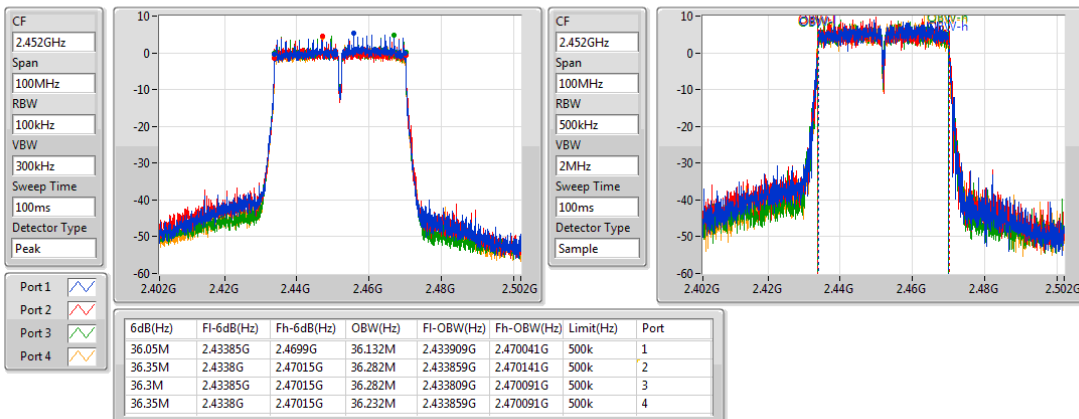 CF
2.452GHz
Span
100MHz
RBW
100kHz
VBW
300kHz
Sweep Time
100ms
Detector Type
Peak
10
0
-10
-20
-30
-40
-50
-60
2.402G 2.42G 2.44G 2.46G 2.48G 2.502G
CF
2.452GHz
Span
100MHz
RBW
500kHz
VBW
2MHz
Sweep Time
100ms
Detector Type
Sample
10
0
-10
-20
-30
-40
-50
-60
2.402G 2.42G 2.44G 2.46G 2.48G 2.502G
Port 1
Port 2
Port 3
Port 4
6dB(Hz) Fl-6dB(Hz) Fh-6dB(Hz) OBW(Hz) Fl-OBW(Hz) Fh-OBW(Hz) Limit(Hz) Port
36.05M 2.43385G 2.4699G 36.132M 2.433909G 2.470041G 500k 1
36.35M 2.4338G 2.47015G 36.282M 2.433859G 2.470141G 500k 2
36.3M 2.43385G 2.47015G 36.282M 2.433809G 2.470091G 500k 3
36.35M 2.4338G 2.47015G 36.232M 2.433859G 2.470091G 500k 4